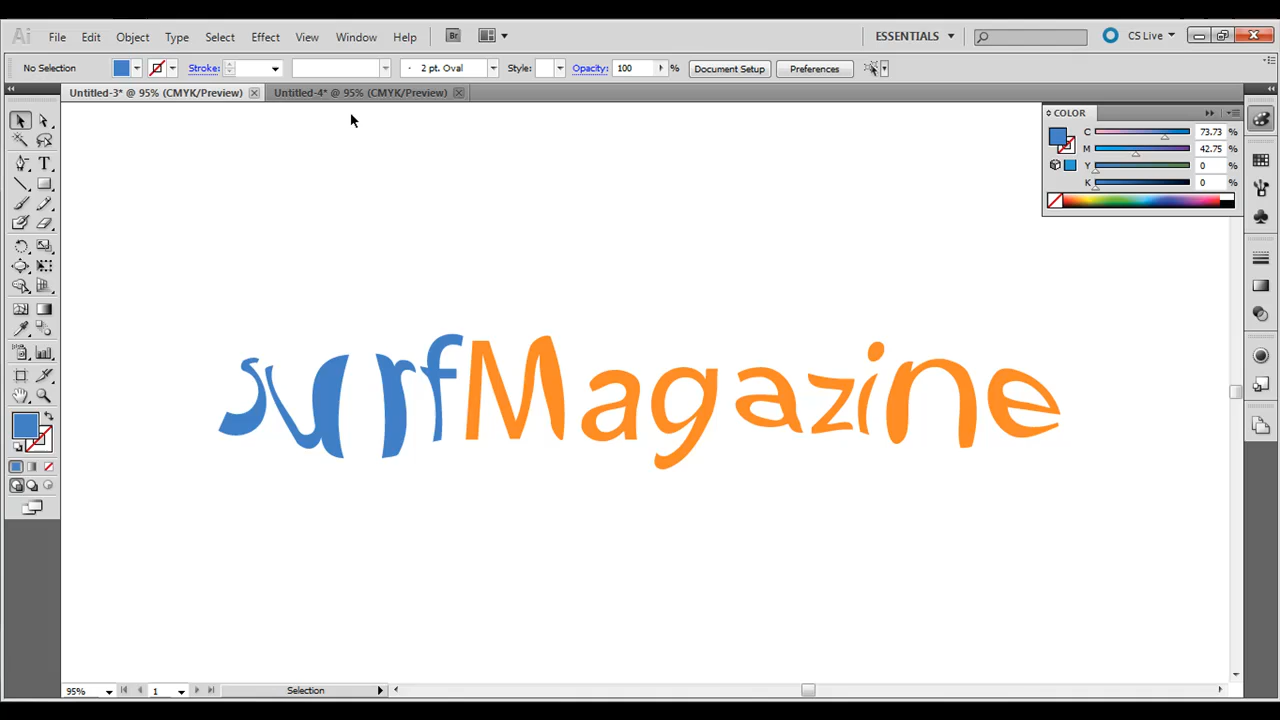 Ai File Edit Object Type Select Effect View Window Help Br ESSENTIALS CS Live
No Selection Stroke: 2 pt. Oval Style: Opacity: 100 % Document Setup Preferences
Untitled-3* @ 95% (CMYK/Preview) Untitled-4* @ 95% (CMYK/Preview)
COLOR
C 73.73 %
M 42.75 %
Y 0 %
K 0 %
surfMagazine
95% 1 Selection